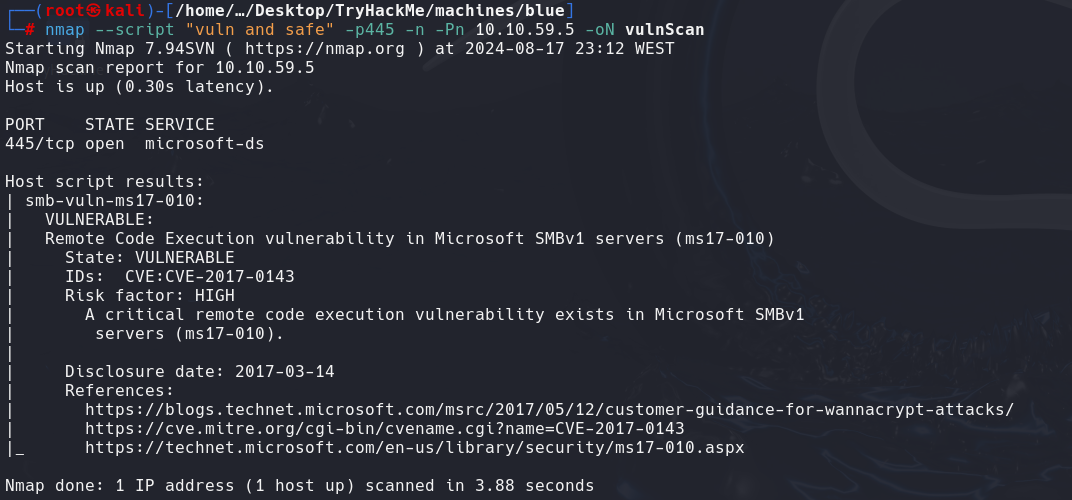 ┌──(root㉿kali)-[/home/…/Desktop/TryHackMe/machines/blue]
└─# nmap --script "vuln and safe" -p445 -n -Pn 10.10.59.5 -oN vulnScan
Starting Nmap 7.94SVN ( https://nmap.org ) at 2024-08-17 23:12 WEST
Nmap scan report for 10.10.59.5
Host is up (0.30s latency).

PORT    STATE SERVICE
445/tcp open  microsoft-ds

Host script results:
| smb-vuln-ms17-010:
|   VULNERABLE:
|   Remote Code Execution vulnerability in Microsoft SMBv1 servers (ms17-010)
|     State: VULNERABLE
|     IDs:  CVE:CVE-2017-0143
|     Risk factor: HIGH
|       A critical remote code execution vulnerability exists in Microsoft SMBv1
|        servers (ms17-010).
|
|     Disclosure date: 2017-03-14
|     References:
|       https://blogs.technet.microsoft.com/msrc/2017/05/12/customer-guidance-for-wannacrypt-attacks/
|       https://cve.mitre.org/cgi-bin/cvename.cgi?name=CVE-2017-0143
|_      https://technet.microsoft.com/en-us/library/security/ms17-010.aspx

Nmap done: 1 IP address (1 host up) scanned in 3.88 seconds